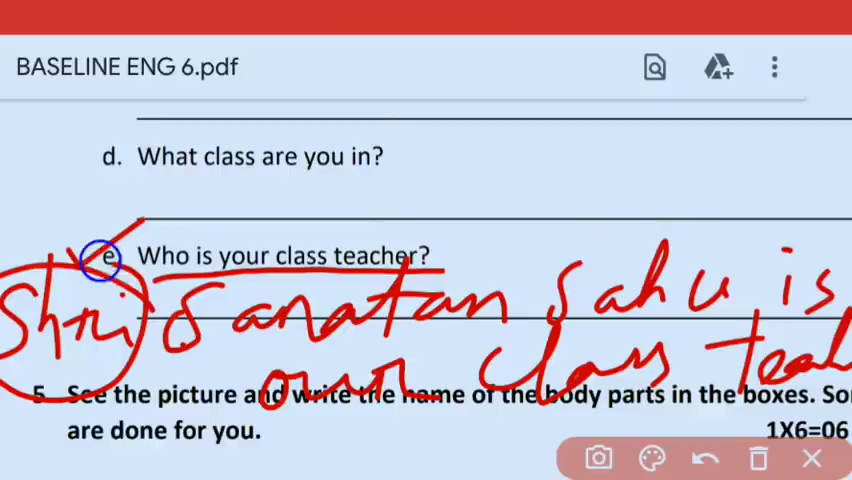 BASELINE ENG 6.pdf
d. What class are you in?
e. Who is your class teacher?
Shri Sanatan Sahu is
our class teach
5. See the picture and write the name of the body parts in the boxes. So
are done for you. 1X6=06